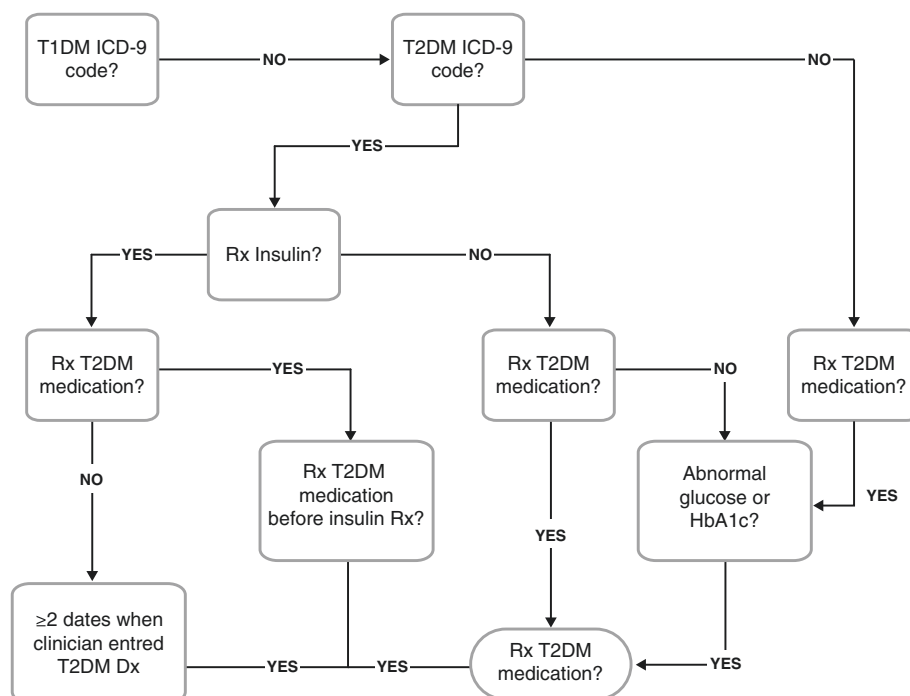 T1DM ICD-9
code?
NO
T2DM ICD-9
code?
NO
YES
YES
Rx Insulin?
NO
Rx T2DM
medication?
YES
Rx T2DM
medication?
NO
Rx T2DM
medication?
NO
Rx T2DM
medication
before insulin Rx?
YES
Abnormal
glucose or
HbA1c?
YES
≥2 dates when
clinician entred
T2DM Dx
YES
YES
Rx T2DM
medication?
YES